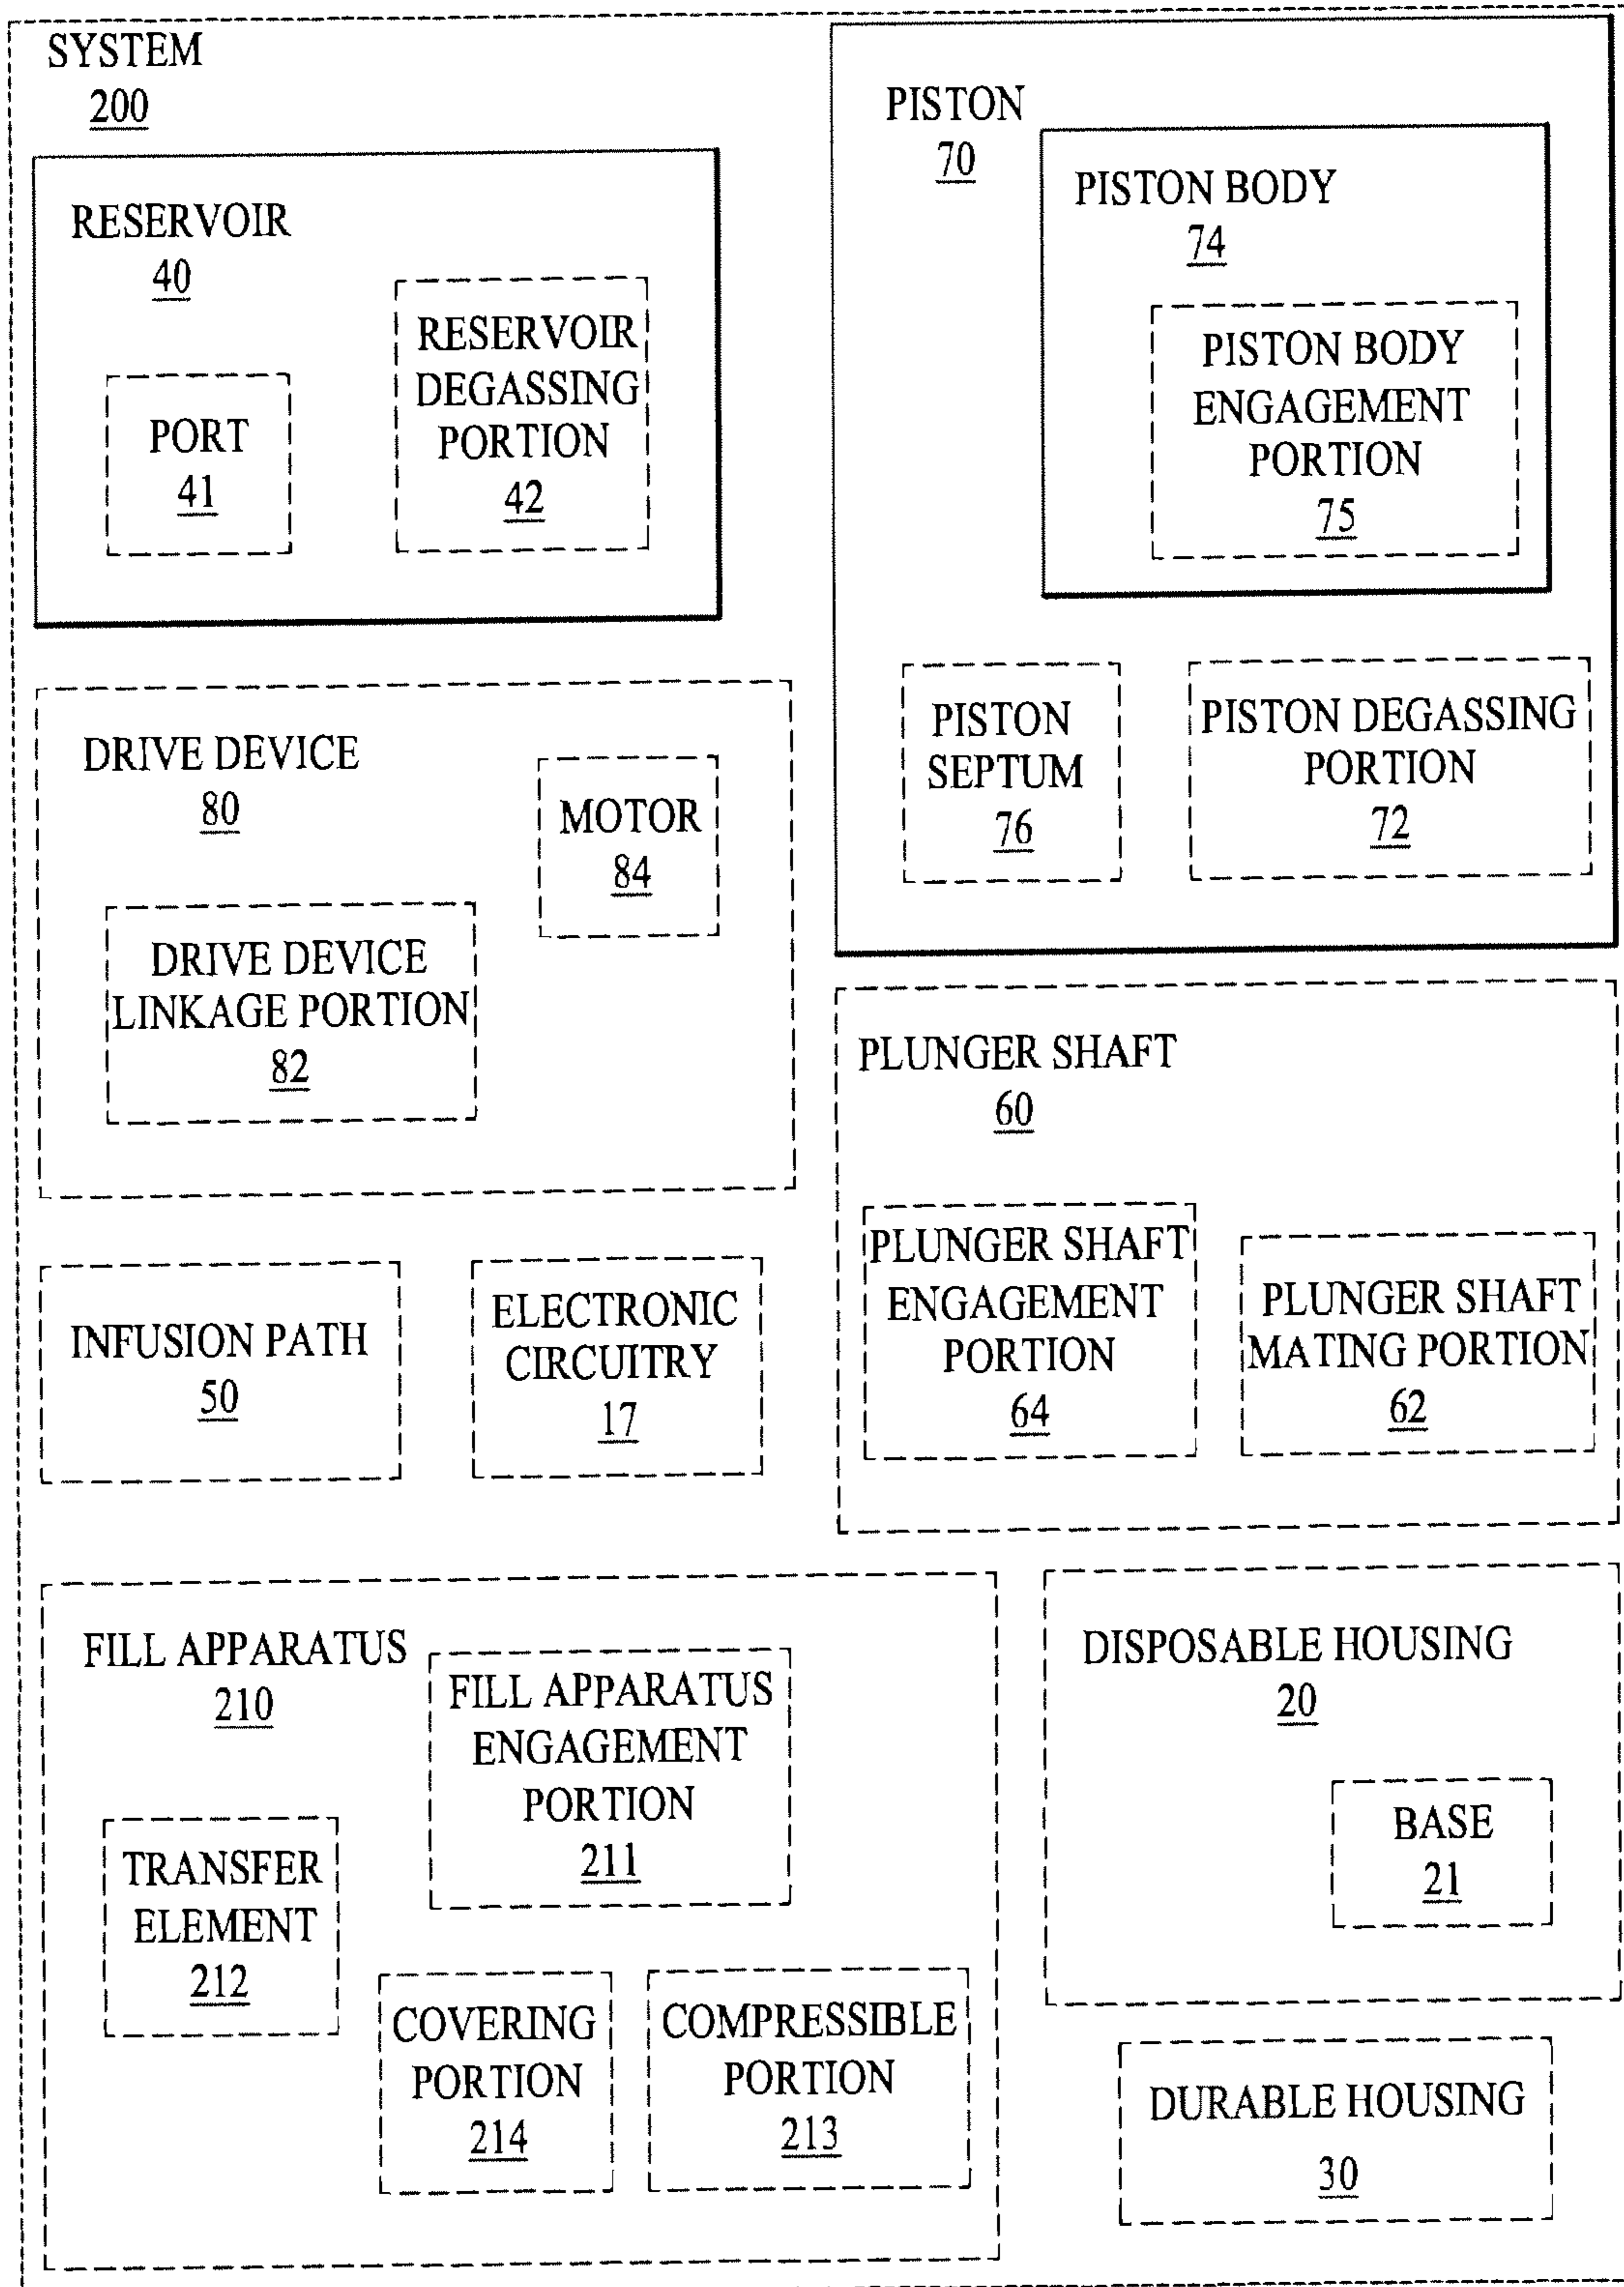 SYSTEM
200
RESERVOIR
40
PORT
41
RESERVOIR
DEGASSING
PORTION
42
PISTON
70
PISTON BODY
74
PISTON BODY
ENGAGEMENT
PORTION
75
PISTON
SEPTUM
76
PISTON DEGASSING
PORTION
72
DRIVE DEVICE
80
MOTOR
84
DRIVE DEVICE
LINKAGE PORTION
82
PLUNGER SHAFT
60
PLUNGER SHAFT
ENGAGEMENT
PORTION
64
PLUNGER SHAFT
MATING PORTION
62
INFUSION PATH
50
ELECTRONIC
CIRCUITRY
17
FILL APPARATUS
210
FILL APPARATUS
ENGAGEMENT
PORTION
211
TRANSFER
ELEMENT
212
COVERING
PORTION
214
COMPRESSIBLE
PORTION
213
DISPOSABLE HOUSING
20
BASE
21
DURABLE HOUSING
30